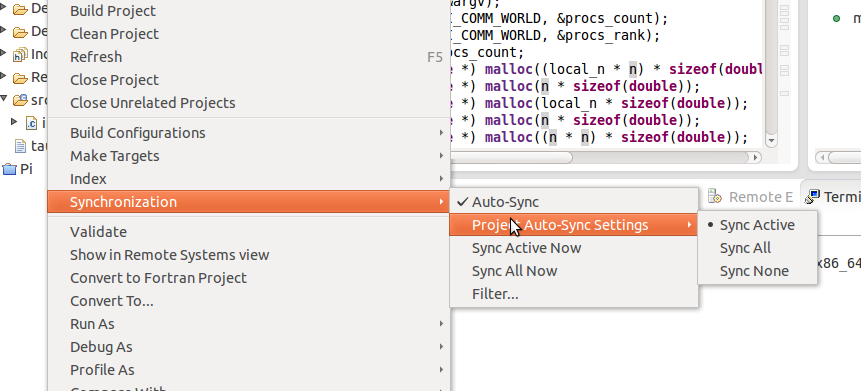 Build Project
Clean Project
Refresh F5
Close Project
Close Unrelated Projects
Build Configurations
Make Targets
Index
Synchronization
Validate
Show in Remote Systems view
Convert to Fortran Project
Convert To...
Run As
Debug As
Profile As
De
De
Inc
Re
src
i
tau
Pi
Auto-Sync
Project Auto-Sync Settings
Sync Active Now
Sync All Now
Filter...
Sync Active
Sync All
Sync None
&argv);
I_COMM_WORLD, &procs_count);
I_COMM_WORLD, &procs_rank);
ocs_count;
e *) malloc((local_n * n) * sizeof(doubl
e *) malloc(n * sizeof(double));
e *) malloc(local_n * sizeof(double));
e *) malloc(n * sizeof(double));
e *) malloc((n * n) * sizeof(double));
m
Remote E
Termi
x86_64